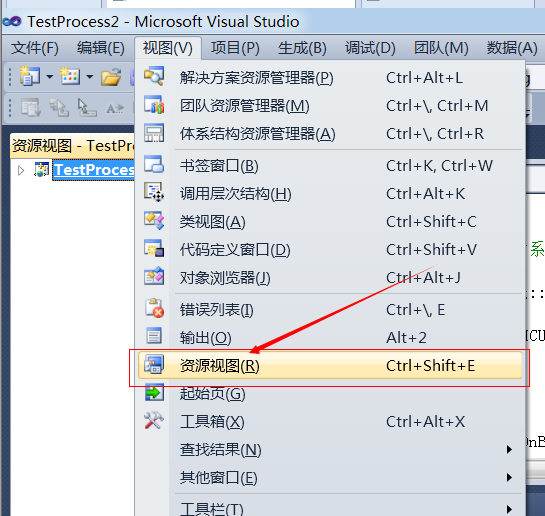 TestProcess2 - Microsoft Visual Studio
文件(F) 编辑(E) 视图(V) 项目(P) 生成(B) 调试(D) 团队(M) 数据(A)
解决方案资源管理器(P) Ctrl+Alt+L
团队资源管理器(M) Ctrl+\, Ctrl+M
体系结构资源管理器(A) Ctrl+\, Ctrl+R
资源视图 - TestPr
书签窗口(B) Ctrl+K, Ctrl+W
TestProces
调用层次结构(H) Ctrl+Alt+K
类视图(A) Ctrl+Shift+C
代码定义窗口(D) Ctrl+Shift+V
对象浏览器(J) Ctrl+Alt+J
错误列表(I) Ctrl+\, E
输出(O) Alt+2
资源视图(R) Ctrl+Shift+E
起始页(G)
工具箱(X) Ctrl+Alt+X
查找结果(N)
其他窗口(E)
工具栏(T)